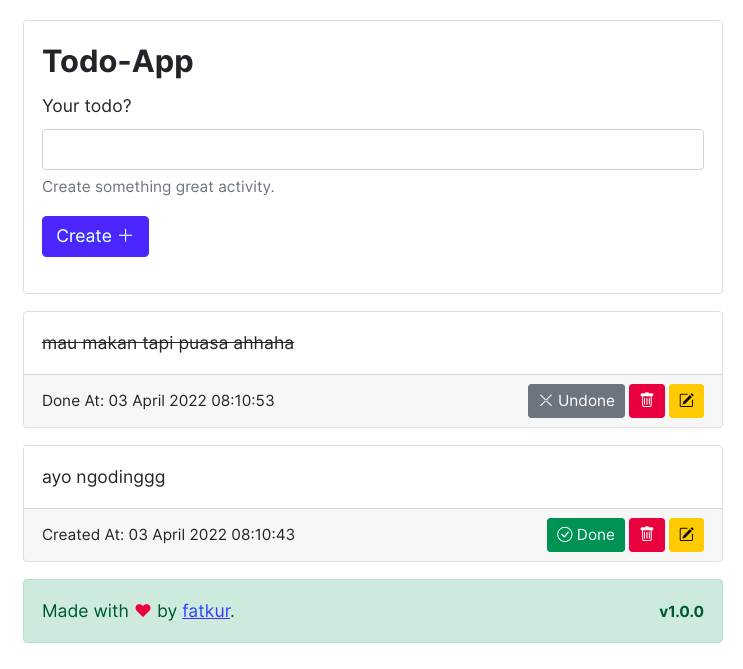 Todo-App
Your todo?
Create something great activity.
Create +
mau makan tapi puasa ahhaha
Done At: 03 April 2022 08:10:53
Undone
ayo ngodinggg
Created At: 03 April 2022 08:10:43
Done
Made with ❤ by fatkur.
v1.0.0